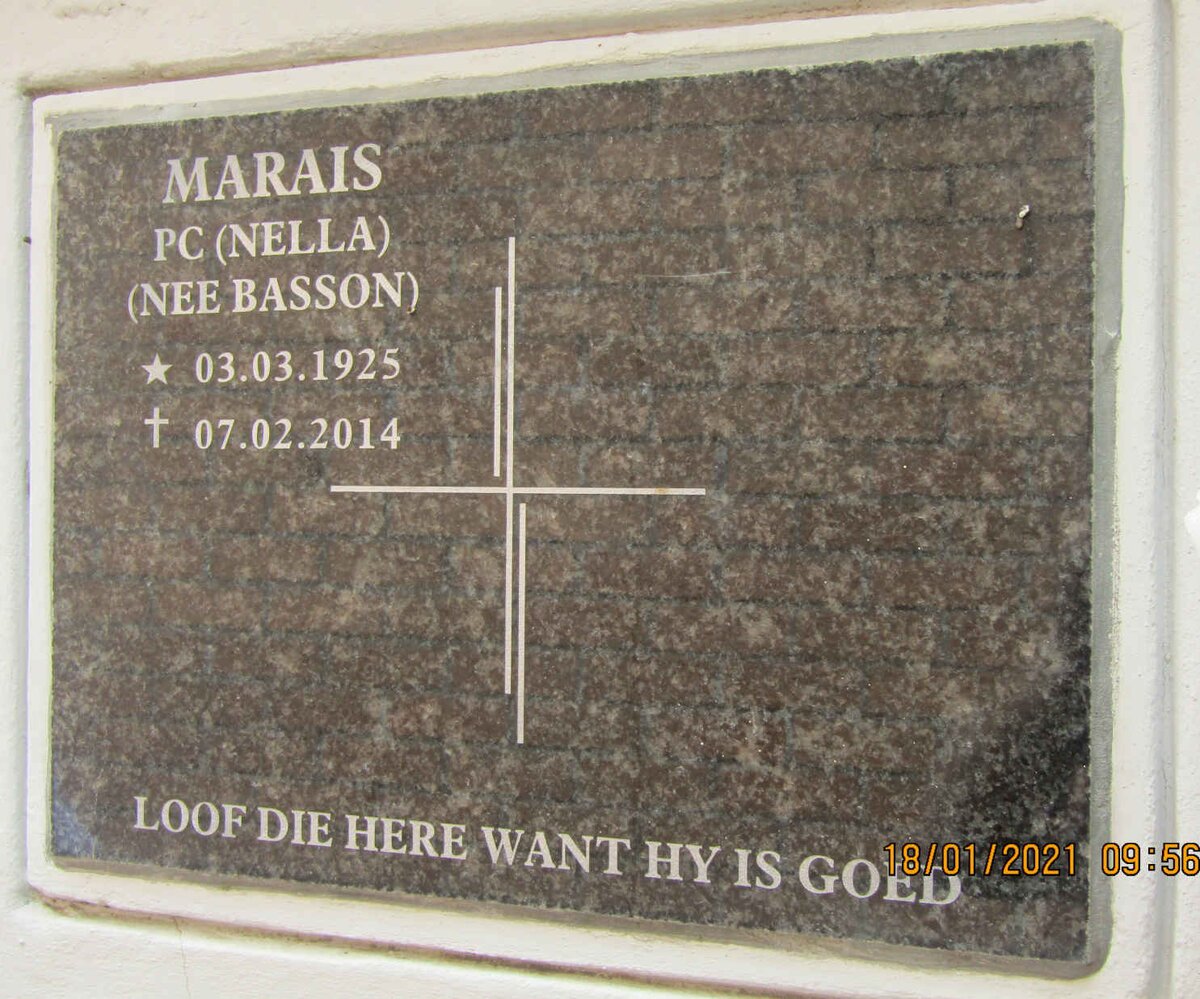 MARAIS
PC (NELLA)
(NEE BASSON)
★ 03.03.1925
✝ 07.02.2014
LOOF DIE HERE WANT HY IS GOED
18/01/2021 09:56